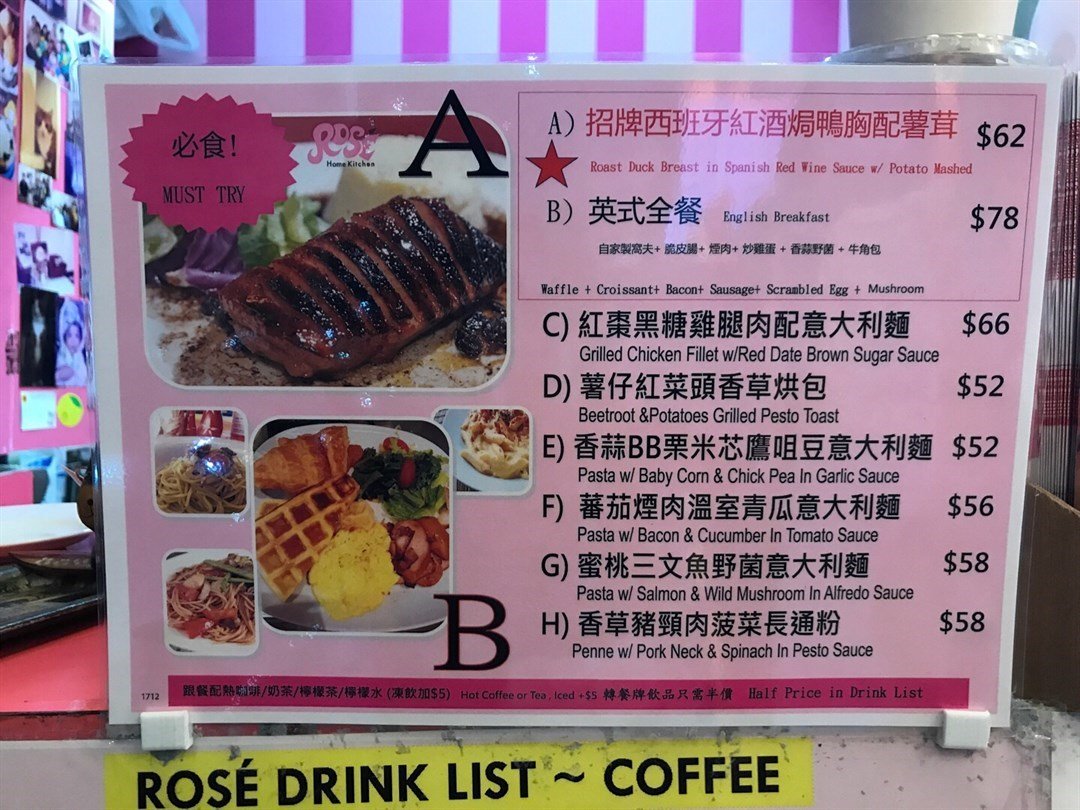 必食!
MUST TRY
ROSÉ
Home Kitchen
A
A) 招牌西班牙紅酒焗鴨胸配薯茸 $62
Roast Duck Breast in Spanish Red Wine Sauce w/ Potato Mashed
B) 英式全餐 English Breakfast $78
自家製窩夫+ 脆皮腸+ 煙肉+ 炒雞蛋 + 香蒜野菌 + 牛角包
Waffle + Croissant+ Bacon+ Sausage+ Scrambled Egg + Mushroom
C) 紅棗黑糖雞腿肉配意大利麵 $66
Grilled Chicken Fillet w/Red Date Brown Sugar Sauce
D) 薯仔紅菜頭香草烘包 $52
Beetroot &Potatoes Grilled Pesto Toast
E) 香蒜BB栗米芯鷹咀豆意大利麵 $52
Pasta w/ Baby Corn & Chick Pea In Garlic Sauce
F) 蕃茄煙肉溫室青瓜意大利麵 $56
Pasta w/ Bacon & Cucumber In Tomato Sauce
G) 蜜桃三文魚野菌意大利麵 $58
Pasta w/ Salmon & Wild Mushroom In Alfredo Sauce
H) 香草豬頸肉菠菜長通粉 $58
Penne w/ Pork Neck & Spinach In Pesto Sauce
B
1712 跟餐配熱咖啡/奶茶/檸檬茶/檸檬水 (凍飲加$5) Hot Coffee or Tea , Iced +$5 轉餐牌飲品只需半價 Half Price in Drink List
ROSÉ DRINK LIST ~ COFFEE